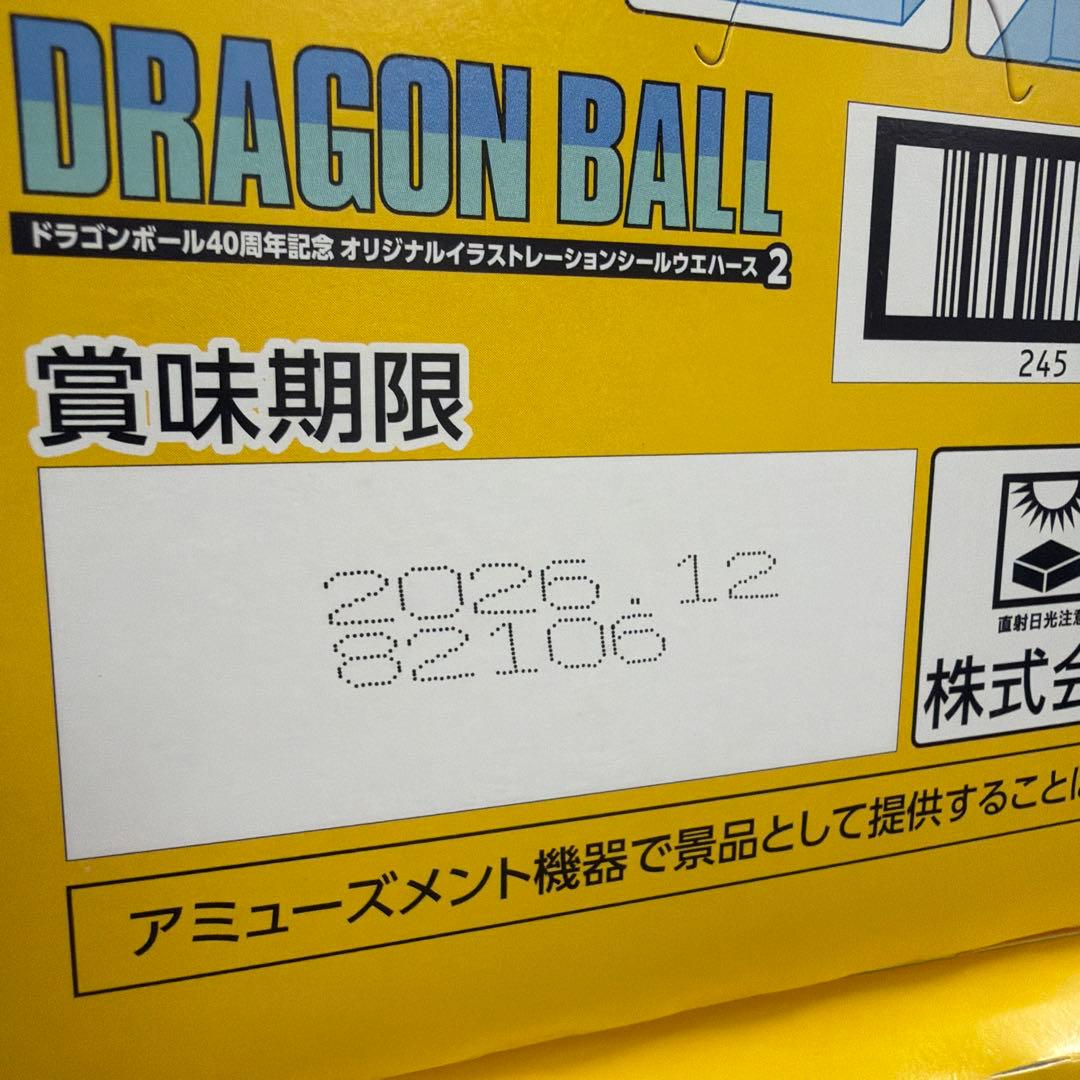 DRAGON BALL
ドラゴンボール40周年記念 オリジナルイラストレーションシールウエハース 2
245
賞味期限
2026.12
82106
直射日光注意
株式会
アミューズメント機器で景品として提供することは